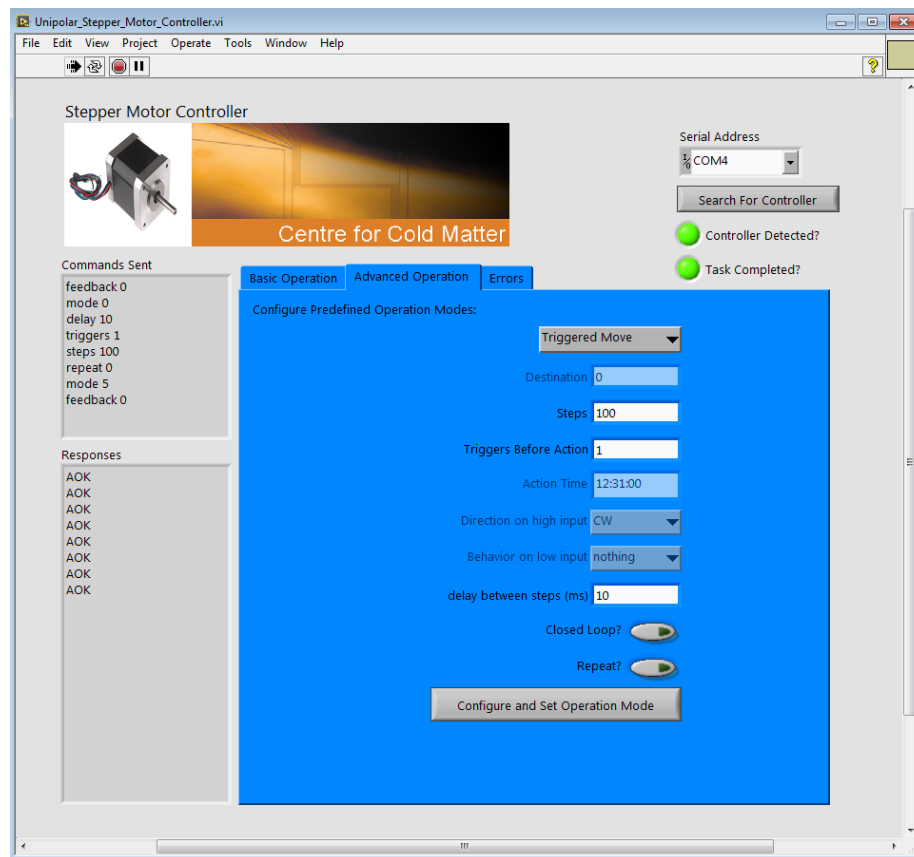 Unipolar_Stepper_Motor_Controller.vi
File Edit View Project Operate Tools Window Help
?
Stepper Motor Controller
Centre for Cold Matter
Serial Address
I/O COM4
Search For Controller
Controller Detected?
Task Completed?
Commands Sent
feedback 0
mode 0
delay 10
triggers 1
steps 100
repeat 0
mode 5
feedback 0
Responses
AOK
AOK
AOK
AOK
AOK
AOK
AOK
AOK
Basic Operation Advanced Operation Errors
Configure Predefined Operation Modes:
Triggered Move
Destination 0
Steps 100
Triggers Before Action 1
Action Time 12:31:00
Direction on high input CW
Behavior on low input nothing
delay between steps (ms) 10
Closed Loop?
Repeat?
Configure and Set Operation Mode